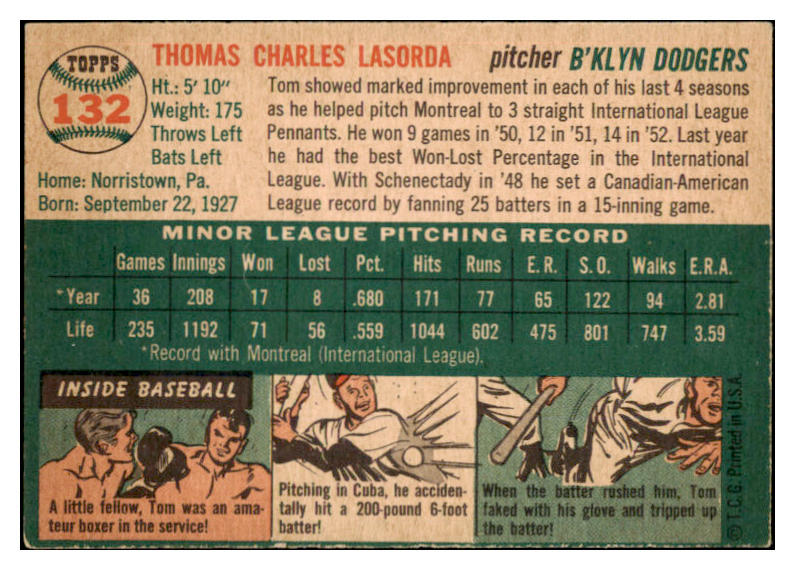 TOPPS
132
THOMAS CHARLES LASORDA pitcher B'KLYN DODGERS
Ht.: 5' 10"
Weight: 175
Throws Left
Bats Left
Home: Norristown, Pa.
Born: September 22, 1927
Tom showed marked improvement in each of his last 4 seasons
as he helped pitch Montreal to 3 straight International League
Pennants. He won 9 games in '50, 12 in '51, 14 in '52. Last year
he had the best Won-Lost Percentage in the International
League. With Schenectady in '48 he set a Canadian-American
League record by fanning 25 batters in a 15-inning game.
MINOR LEAGUE PITCHING RECORD
Games Innings Won Lost Pct. Hits Runs E.R. S.O. Walks E.R.A.
*Year 36 208 17 8 .680 171 77 65 122 94 2.81
Life 235 1192 71 56 .559 1044 602 475 801 747 3.59
*Record with Montreal (International League).
INSIDE BASEBALL
A little fellow, Tom was an ama-
teur boxer in the service!
Pitching in Cuba, he acciden-
tally hit a 200-pound 6-foot
batter!
When the batter rushed him, Tom
faked with his glove and tripped up
the batter!
© T.C.G. Printed in U.S.A.